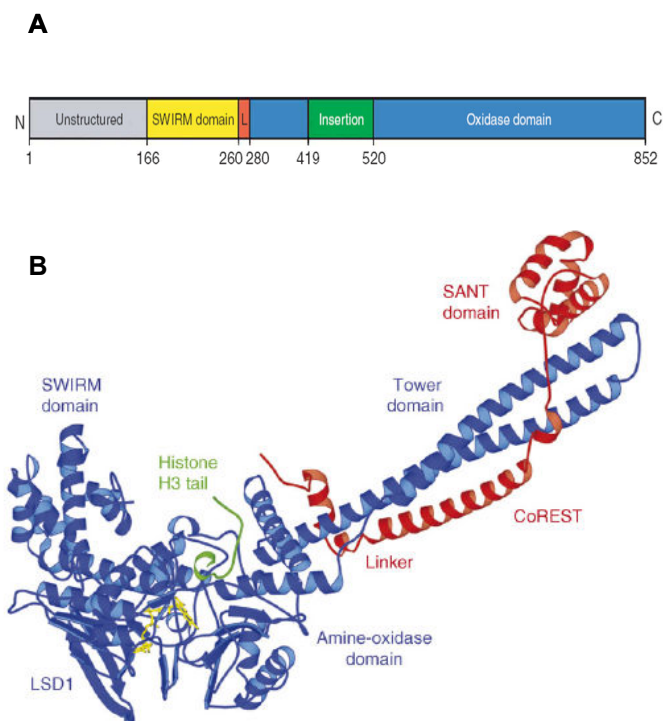 A
N
Unstructured
SWIRM domain
L
Insertion
Oxidase domain
C
1
166
260
280
419
520
852
B
SANT
domain
SWIRM
domain
Tower
domain
Histone
H3 tail
CoREST
Linker
Amine-oxidase
domain
LSD1